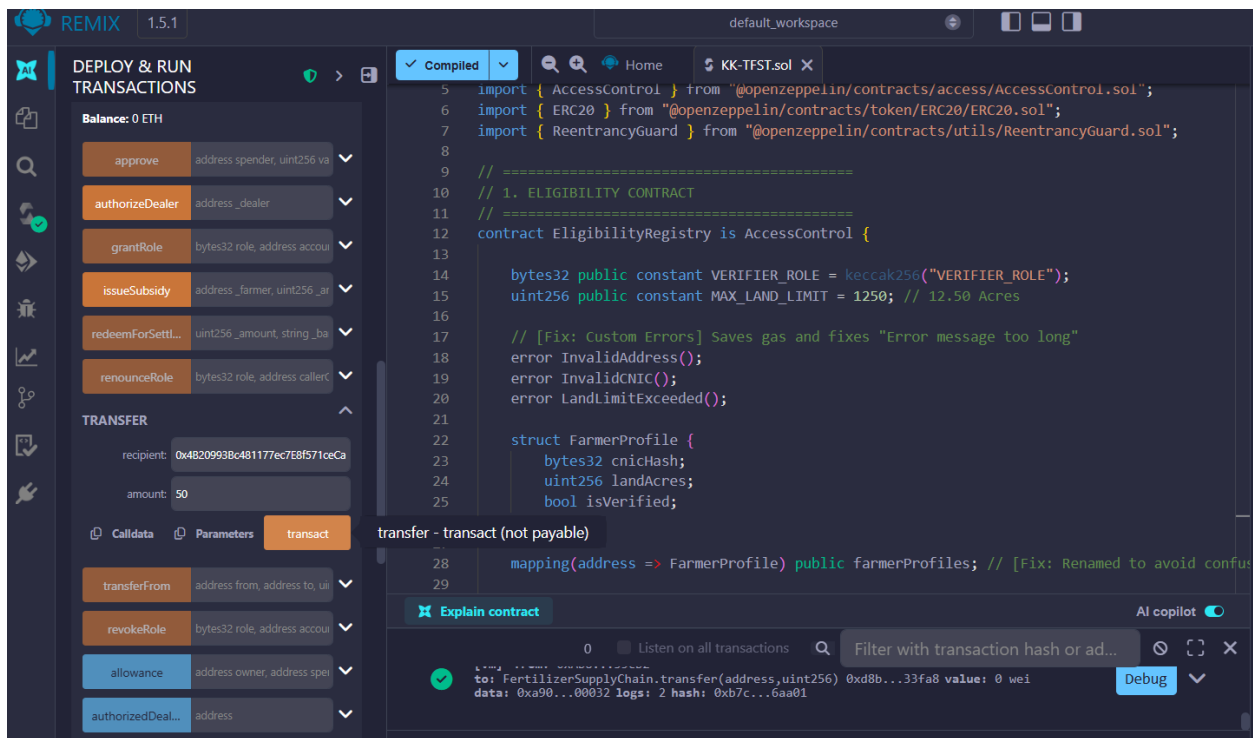 REMIX 1.5.1
default_workspace
DEPLOY & RUN
TRANSACTIONS
Balance: 0 ETH
approve address spender, uint256 va
authorizeDealer address _dealer
grantRole bytes32 role, address accou
issueSubsidy address _farmer, uint256 _ar
redeemForSettl... uint256 _amount, string _ba
renounceRole bytes32 role, address callerC
TRANSFER
recipient: 0x4B20993Bc481177ec7E8f571ceCa
amount: 50
Calldata Parameters transact
transfer - transact (not payable)
transferFrom address from, address to, ui
revokeRole bytes32 role, address accou
allowance address owner, address spe
authorizedDeal... address
Compiled
Home
KK-TFST.sol
5 import { AccessControl } from "@openzeppelin/contracts/access/AccessControl.sol";
6 import { ERC20 } from "@openzeppelin/contracts/token/ERC20/ERC20.sol";
7 import { ReentrancyGuard } from "@openzeppelin/contracts/utils/ReentrancyGuard.sol";
8
9 // ==========================================
10 // 1. ELIGIBILITY CONTRACT
11 // ==========================================
12 contract EligibilityRegistry is AccessControl {
13
14 bytes32 public constant VERIFIER_ROLE = keccak256("VERIFIER_ROLE");
15 uint256 public constant MAX_LAND_LIMIT = 1250; // 12.50 Acres
16
17 // [Fix: Custom Errors] Saves gas and fixes "Error message too long"
18 error InvalidAddress();
19 error InvalidCNIC();
20 error LandLimitExceeded();
21
22 struct FarmerProfile {
23 bytes32 cnicHash;
24 uint256 landAcres;
25 bool isVerified;
28 mapping(address => FarmerProfile) public farmerProfiles; // [Fix: Renamed to avoid confus
29
Explain contract
AI copilot
0 Listen on all transactions Filter with transaction hash or ad...
to: FertilizerSupplyChain.transfer(address,uint256) 0xd8b...33fa8 value: 0 wei
data: 0xa90...00032 logs: 2 hash: 0xb7c...6aa01
Debug